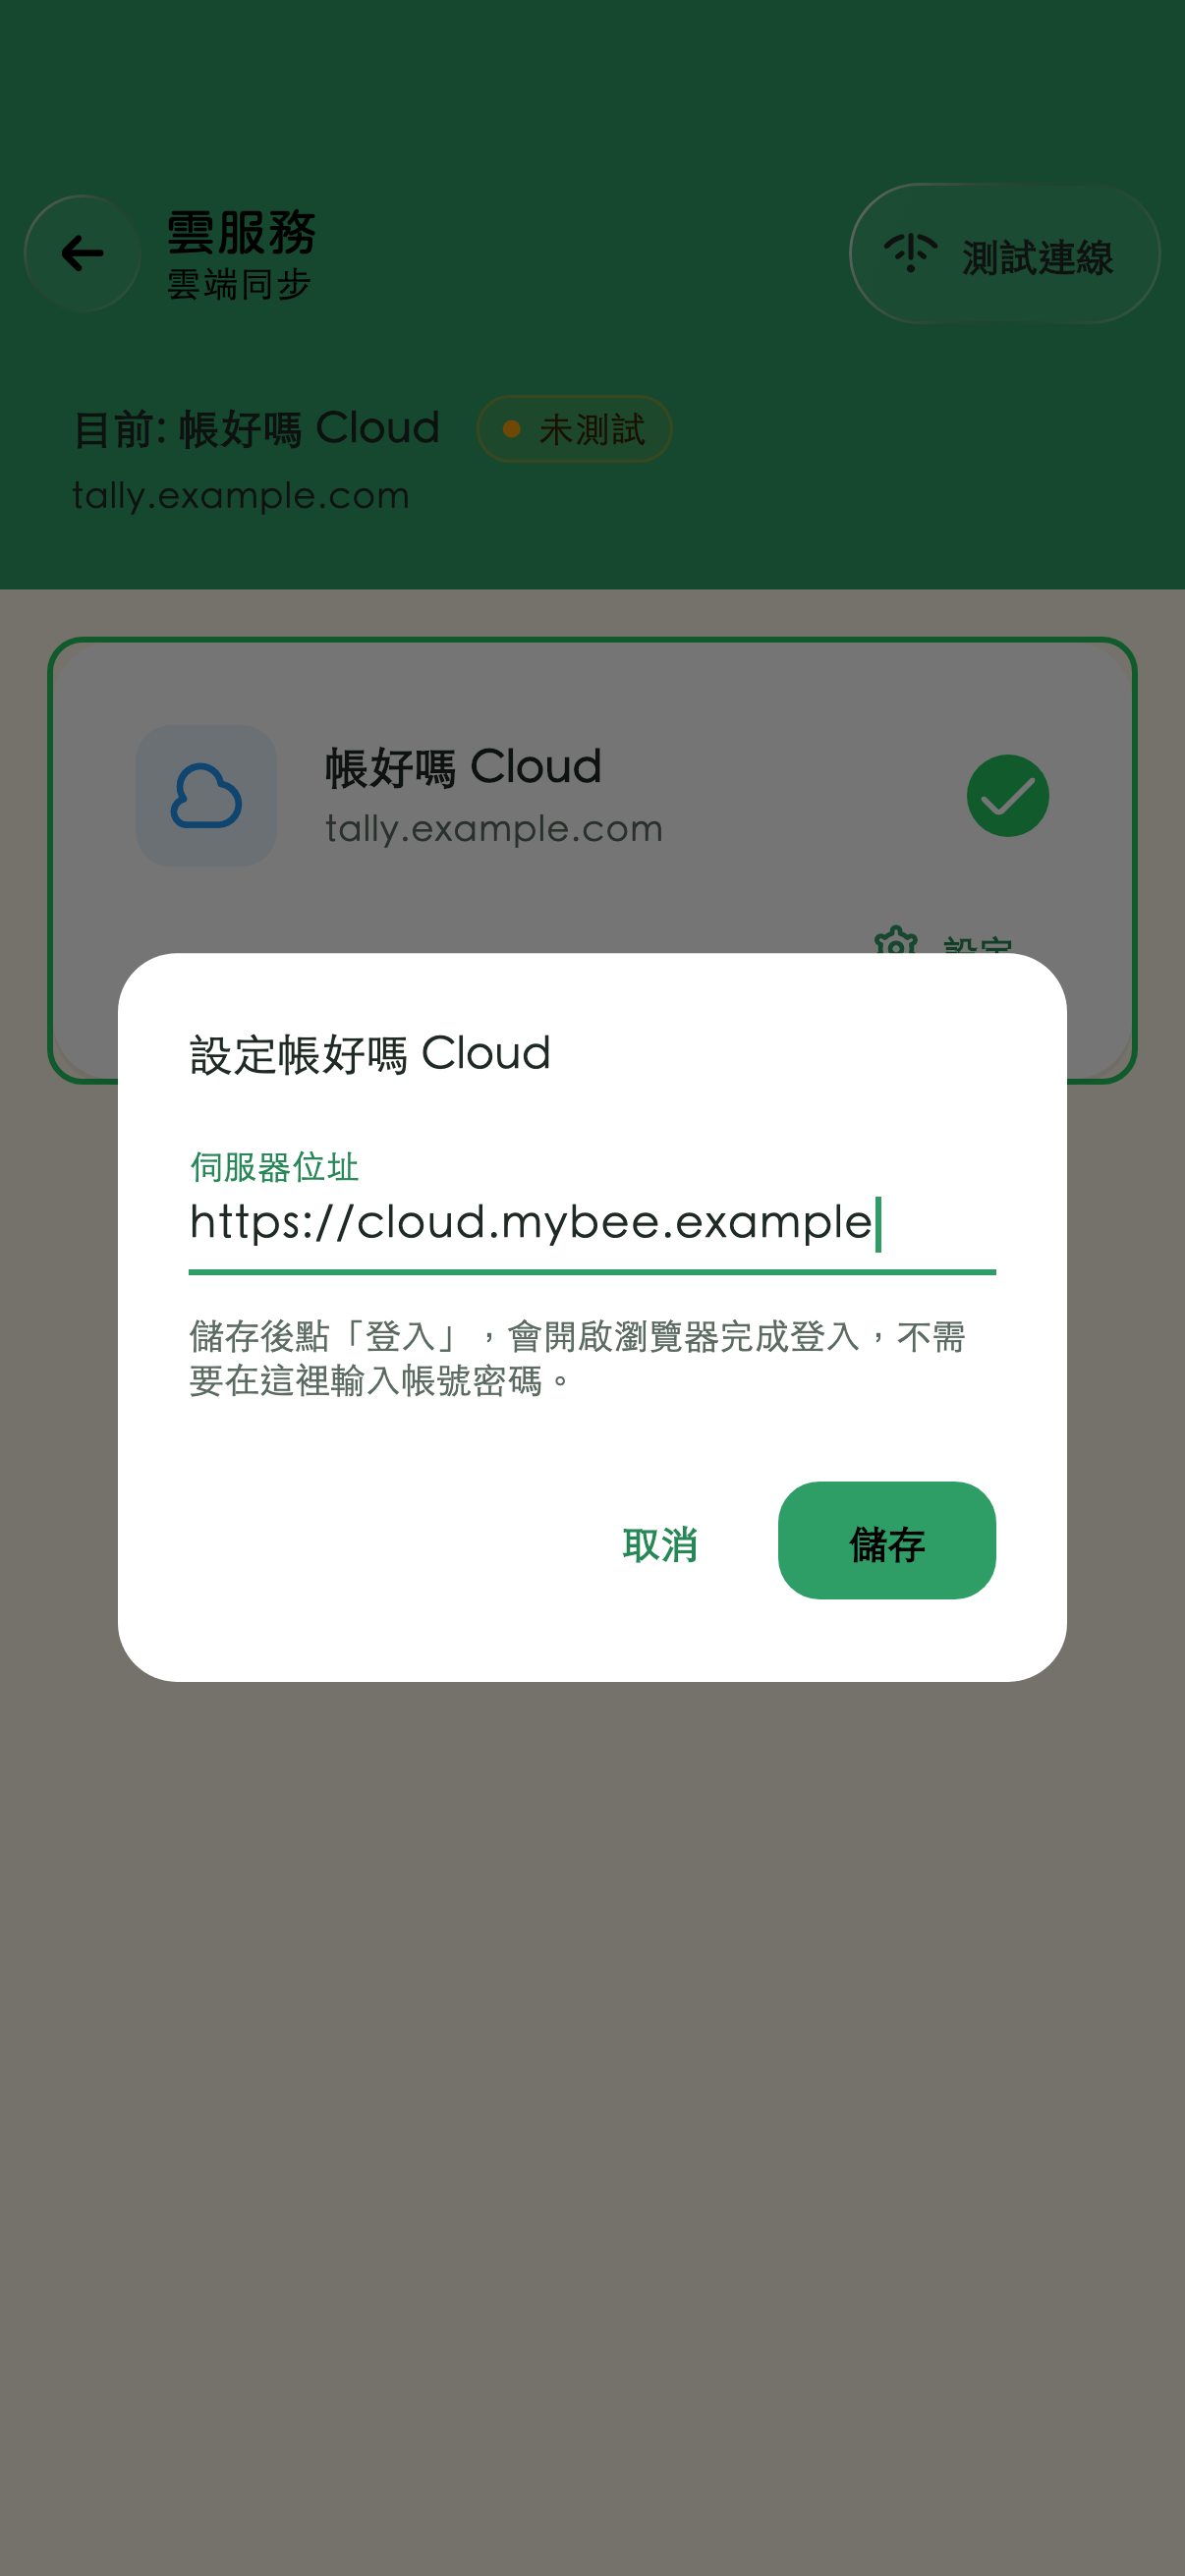 雲服務
雲端同步
測試連線
目前: 帳好嗎 Cloud
未測試
tally.example.com
帳好嗎 Cloud
tally.example.com
設定
設定帳好嗎 Cloud
伺服器位址
https://cloud.mybee.example
儲存後點「登入」，會開啟瀏覽器完成登入，不需
要在這裡輸入帳號密碼。
取消
儲存